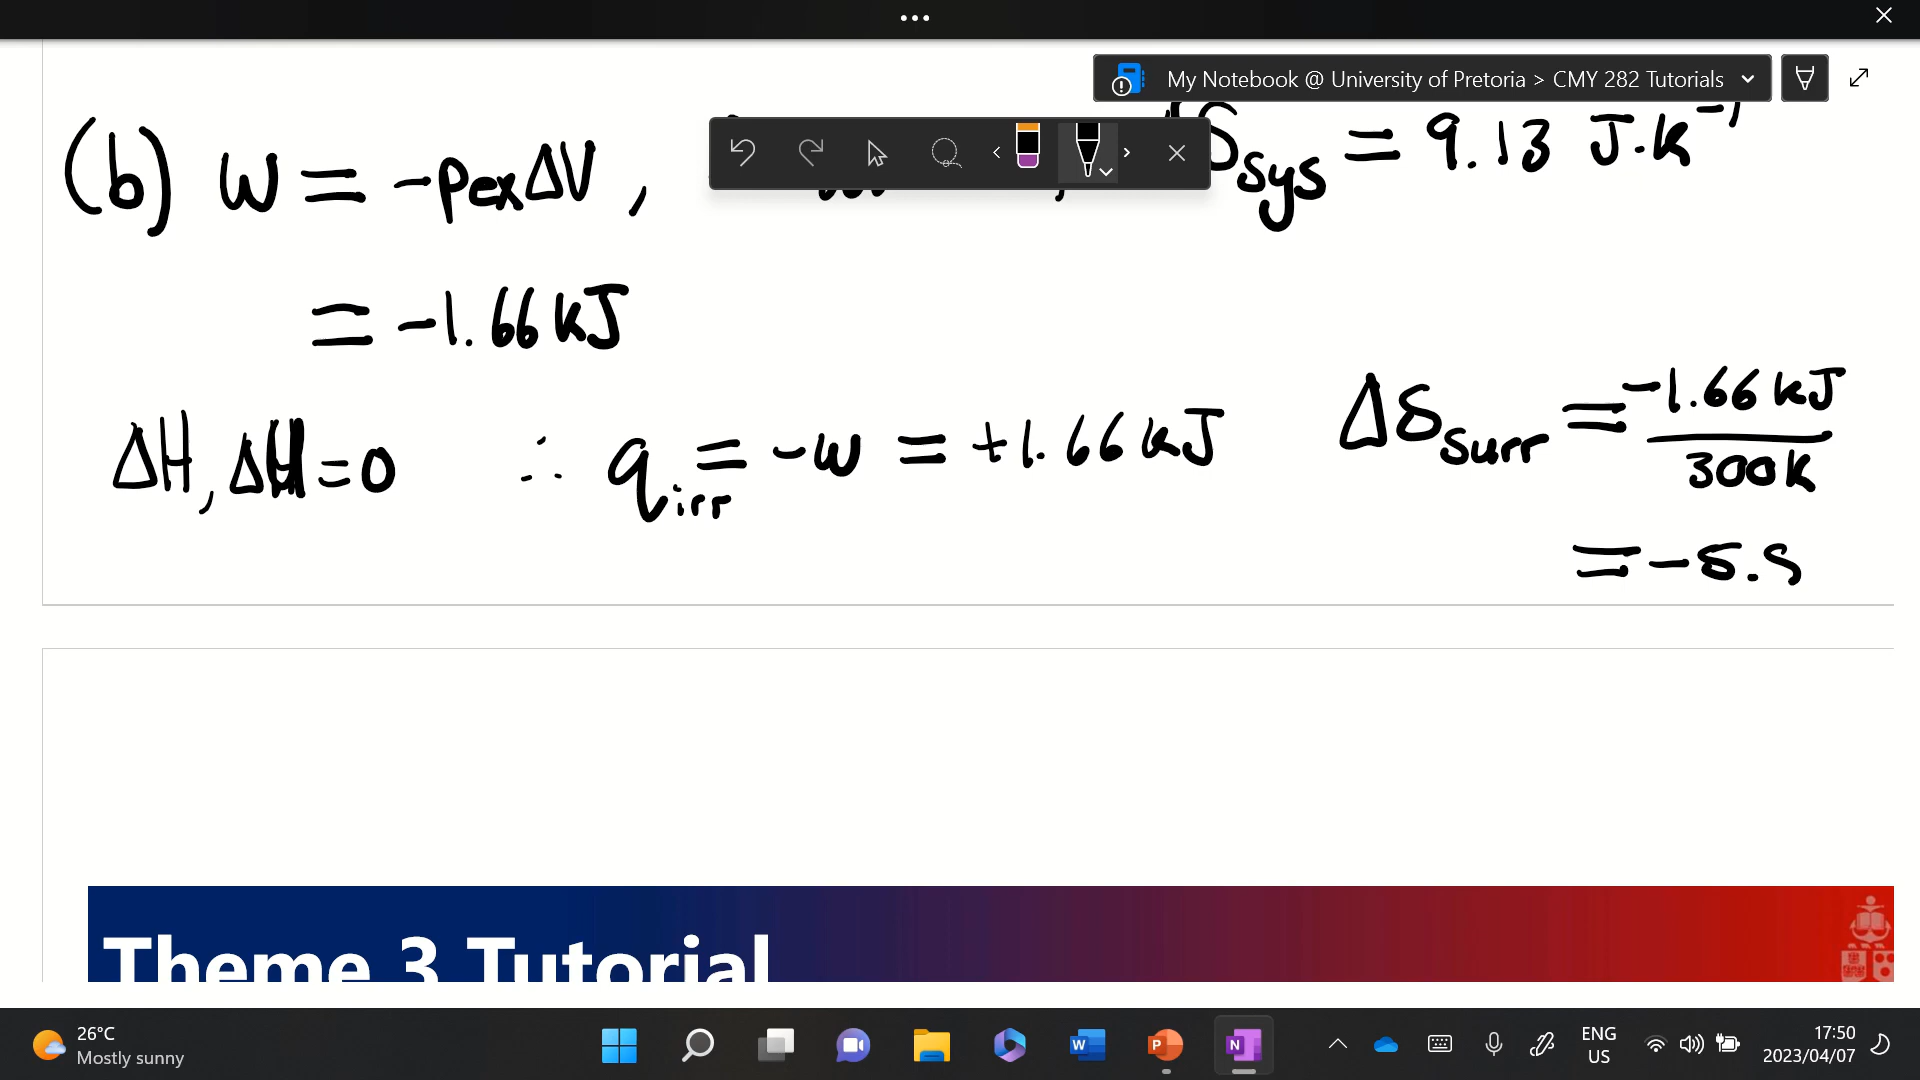 My Notebook @ University of Pretoria > CMY 282 Tutorials
(b) w = -pexΔV ,
Ssys = 9.13 J.K⁻¹
= -1.66 kJ
ΔH, ΔU = 0 ∴ qirr = -w = +1.66 kJ
ΔSsurr = -1.66 kJ / 300K
= -5.5
Theme 3 Tutorial
26°C
Mostly sunny
ENG
US
17:50
2023/04/07